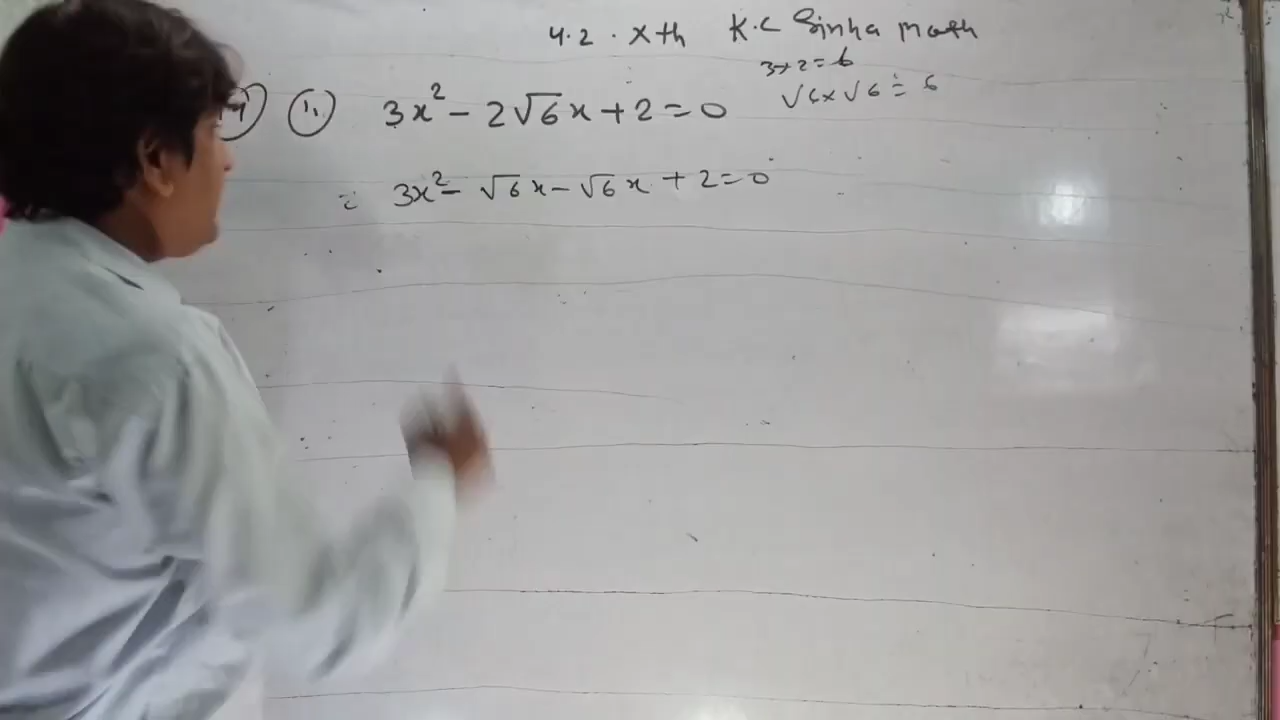 4.2 . Xth K.C Sinha math
3×2=6
√6×√6 = 6
(1) 3x² - 2√6x + 2 = 0
= 3x² - √6x - √6x + 2 = 0